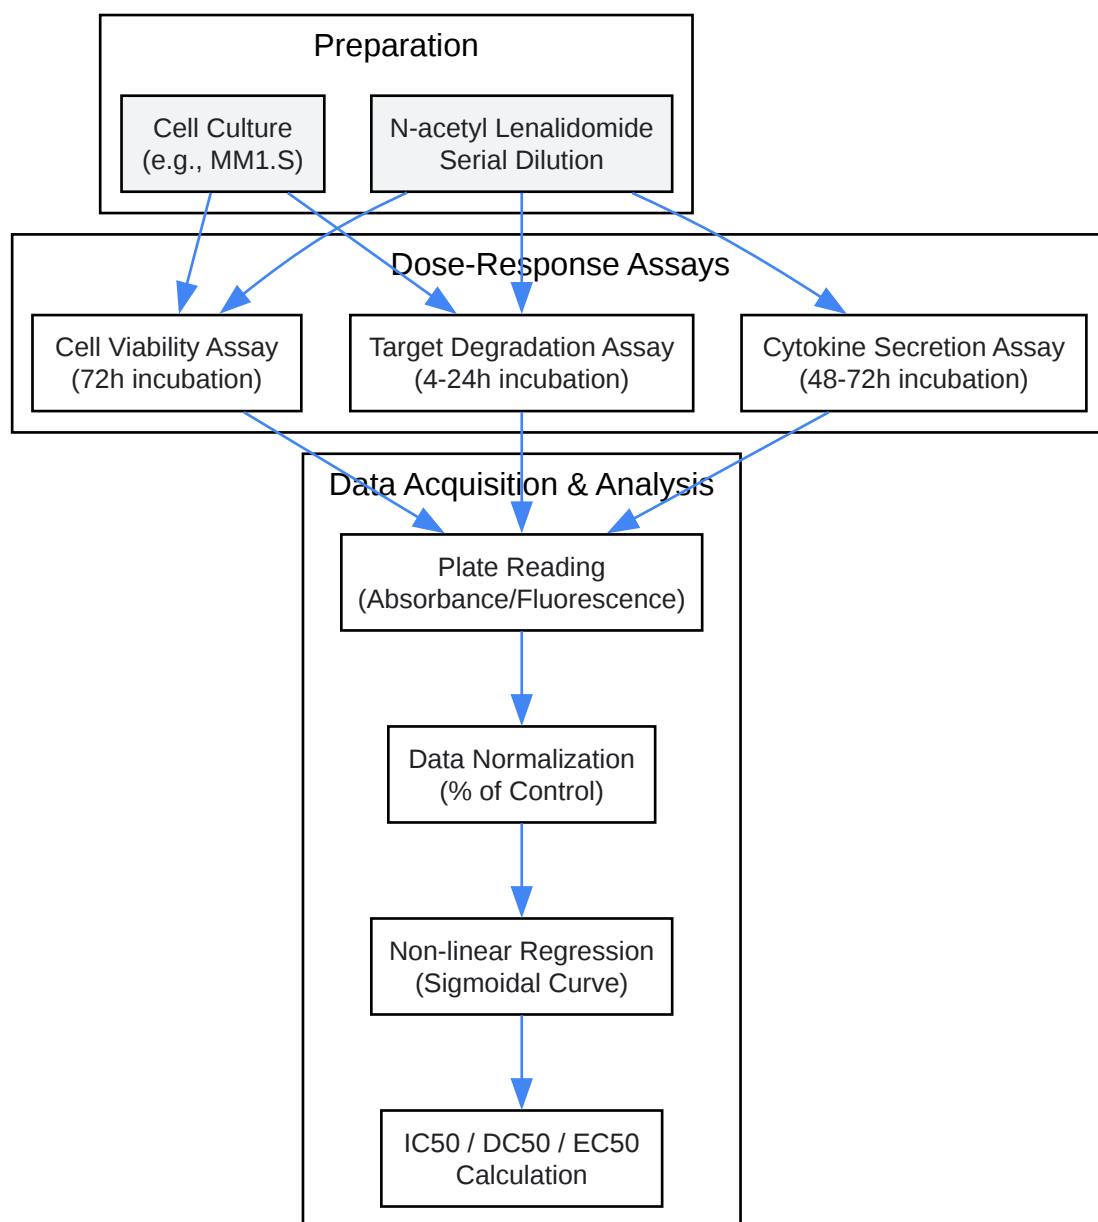 Preparation
Cell Culture
(e.g., MM1.S)
N-acetyl Lenalidomide
Serial Dilution
Dose-Response Assays
Cell Viability Assay
(72h incubation)
Target Degradation Assay
(4-24h incubation)
Cytokine Secretion Assay
(48-72h incubation)
Data Acquisition & Analysis
Plate Reading
(Absorbance/Fluorescence)
Data Normalization
(% of Control)
Non-linear Regression
(Sigmoidal Curve)
IC50 / DC50 / EC50
Calculation